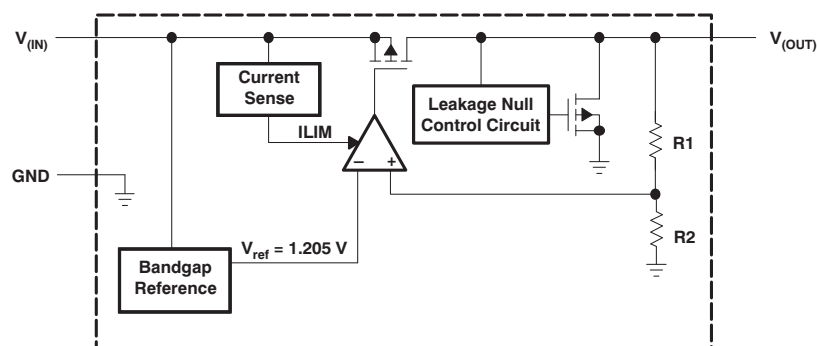 V(IN)
V(OUT)
Current
Sense
Leakage Null
Control Circuit
ILIM
R1
– +
GND
R2
Vref = 1.205 V
Bandgap
Reference